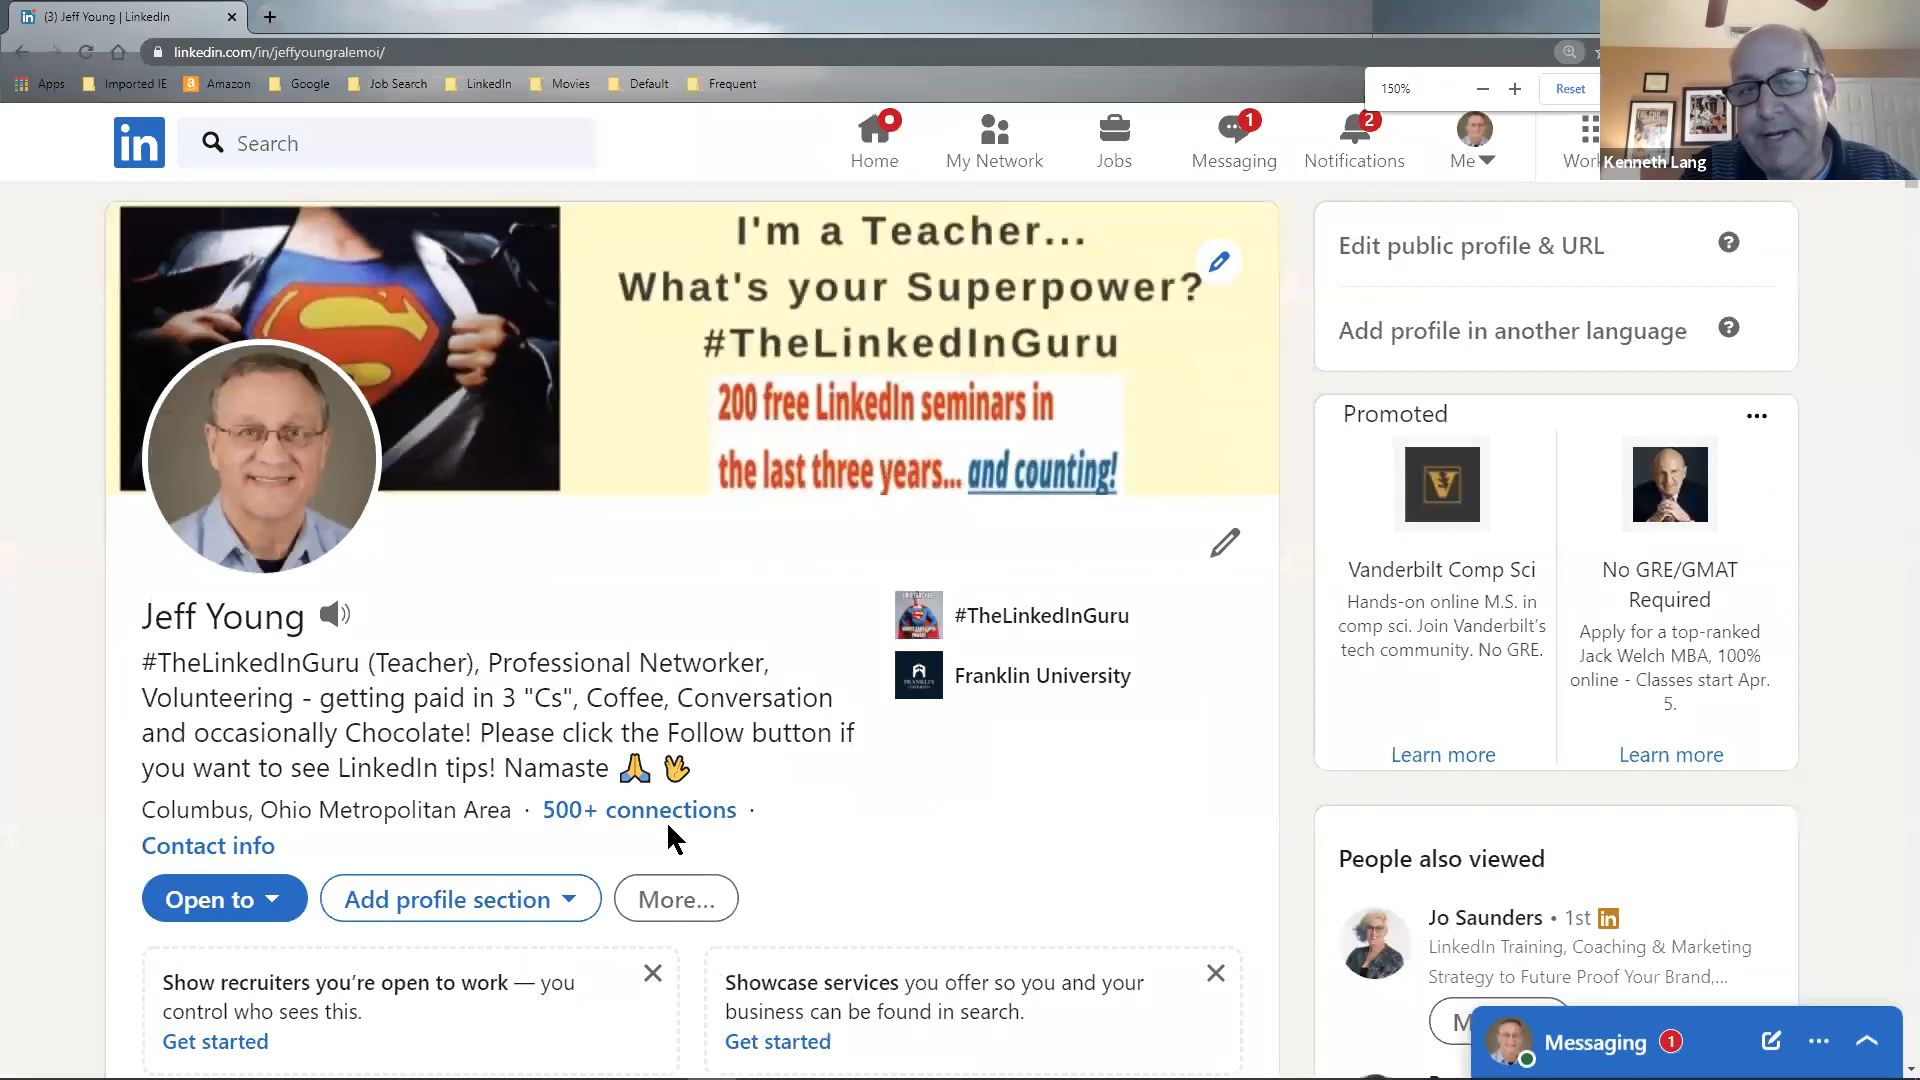 (3) Jeff Young | LinkedIn
linkedin.com/in/jeffyoungralemoi/
Apps
Imported IE
Amazon
Google
Job Search
LinkedIn
Movies
Default
Frequent
150%
Reset
Kenneth Lang
in
Search
Home
My Network
Jobs
1
Messaging
2
Notifications
Me
I'm a Teacher...
What's your Superpower?
#TheLinkedInGuru
200 free LinkedIn seminars in
the last three years... and counting!
Jeff Young
#TheLinkedInGuru (Teacher), Professional Networker,
Volunteering - getting paid in 3 "Cs", Coffee, Conversation
and occasionally Chocolate! Please click the Follow button if
you want to see LinkedIn tips! Namaste 🙏 🖖
Columbus, Ohio Metropolitan Area · 500+ connections ·
Contact info
#TheLinkedInGuru
Franklin University
Open to
Add profile section
More...
Show recruiters you're open to work — you
control who sees this.
Get started
Showcase services you offer so you and your
business can be found in search.
Get started
Edit public profile & URL
Add profile in another language
Promoted
Vanderbilt Comp Sci
Hands-on online M.S. in
comp sci. Join Vanderbilt's
tech community. No GRE.
Learn more
No GRE/GMAT
Required
Apply for a top-ranked
Jack Welch MBA, 100%
online - Classes start Apr.
5.
Learn more
People also viewed
Jo Saunders • 1st in
LinkedIn Training, Coaching & Marketing
Strategy to Future Proof Your Brand,...
Messaging 1